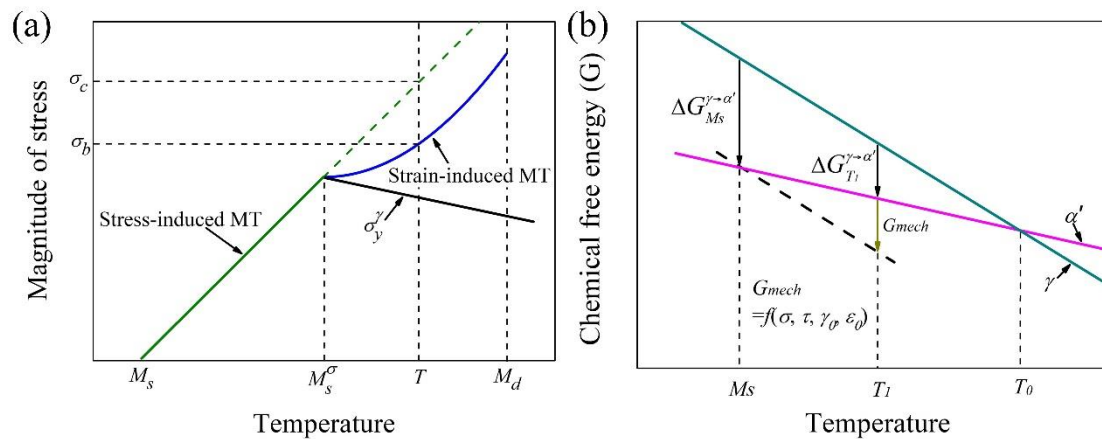 (a)
Magnitude of stress
σc
σb
Stress-induced MT
Strain-induced MT
σyγ
Ms
Msσ
T
Md
Temperature
(b)
Chemical free energy (G)
ΔGMsγ→α'
ΔGT1γ→α'
Gmech
α'
γ
Gmech
=f(σ, τ, γ0, ε0)
Ms
T1
T0
Temperature